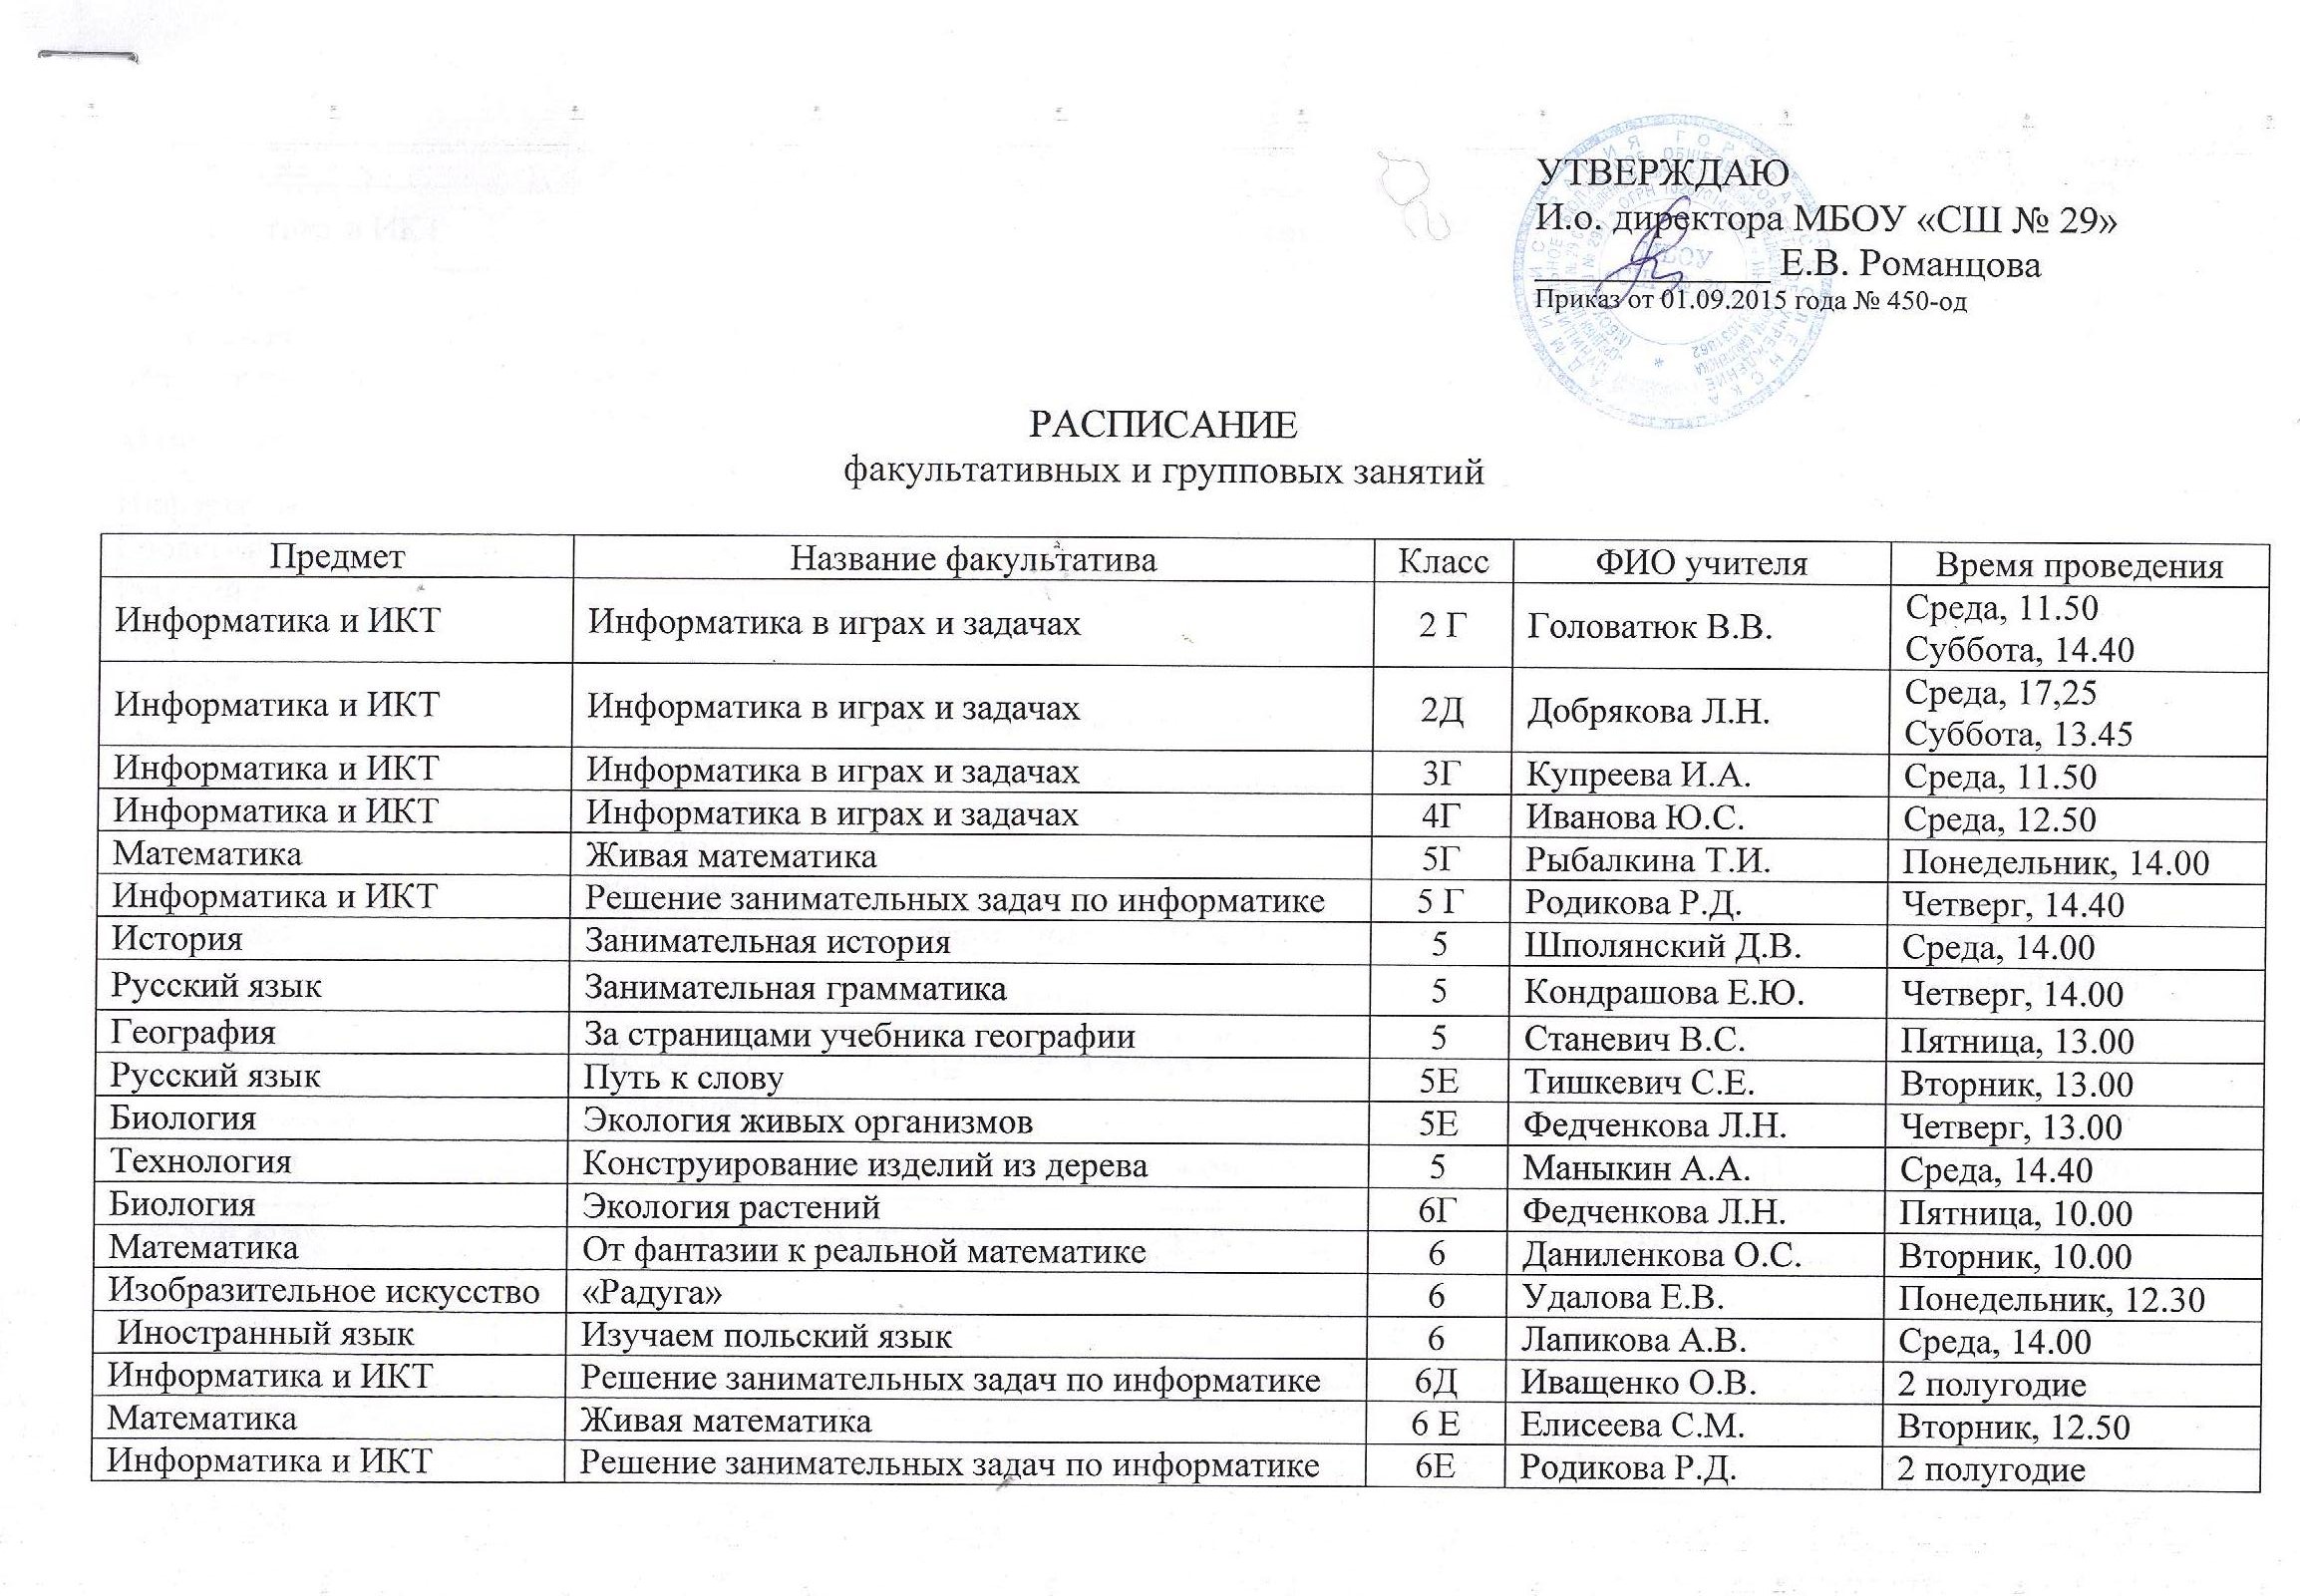 УТВЕРЖДАЮ
И.о. директора МБОУ «СШ № 29»
Е.В. Романцова
Приказ от 01.09.2015 года № 450-од
РАСПИСАНИЕ
факультативных и групповых занятий
Предмет Название факультатива Класс ФИО учителя Время проведения
Информатика и ИКТ Информатика в играх и задачах 2 Г Головатюк В.В. Среда, 11.50
Суббота, 14.40
Информатика и ИКТ Информатика в играх и задачах 2Д Добрякова Л.Н. Среда, 17,25
Суббота, 13.45
Информатика и ИКТ Информатика в играх и задачах 3Г Купреева И.А. Среда, 11.50
Информатика и ИКТ Информатика в играх и задачах 4Г Иванова Ю.С. Среда, 12.50
Математика Живая математика 5Г Рыбалкина Т.И. Понедельник, 14.00
Информатика и ИКТ Решение занимательных задач по информатике 5 Г Родикова Р.Д. Четверг, 14.40
История Занимательная история 5 Шполянский Д.В. Среда, 14.00
Русский язык Занимательная грамматика 5 Кондрашова Е.Ю. Четверг, 14.00
География За страницами учебника географии 5 Станевич В.С. Пятница, 13.00
Русский язык Путь к слову 5Е Тишкевич С.Е. Вторник, 13.00
Биология Экология живых организмов 5Е Федченкова Л.Н. Четверг, 13.00
Технология Конструирование изделий из дерева 5 Маныкин А.А. Среда, 14.40
Биология Экология растений 6Г Федченкова Л.Н. Пятница, 10.00
Математика От фантазии к реальной математике 6 Даниленкова О.С. Вторник, 10.00
Изобразительное искусство «Радуга» 6 Удалова Е.В. Понедельник, 12.30
Иностранный язык Изучаем польский язык 6 Лапикова А.В. Среда, 14.00
Информатика и ИКТ Решение занимательных задач по информатике 6Д Иващенко О.В. 2 полугодие
Математика Живая математика 6 Е Елисеева С.М. Вторник, 12.50
Информатика и ИКТ Решение занимательных задач по информатике 6Е Родикова Р.Д. 2 полугодие